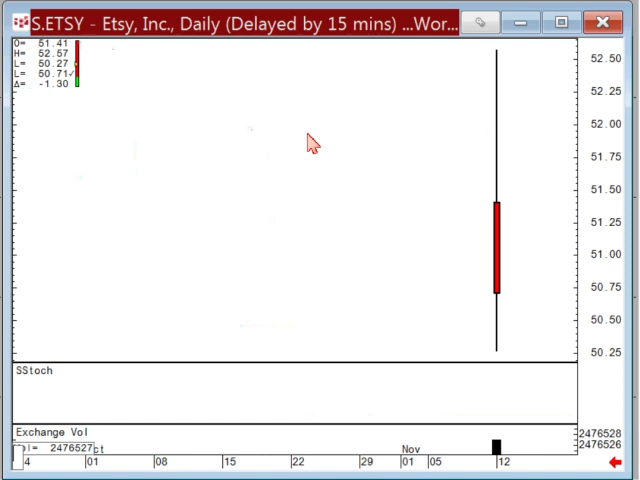 S.ETSY - Etsy, Inc., Daily (Delayed by 15 mins) ...Wor...
O= 51.41
H= 52.57
L= 50.27
L= 50.71✓
Δ= -1.30
52.50
52.25
52.00
51.75
51.50
51.25
51.00
50.75
50.50
50.25
SStoch
Exchange Vol
2476528
2476526
2476527
Nov
4 01 08 15 22 29 01 05 12